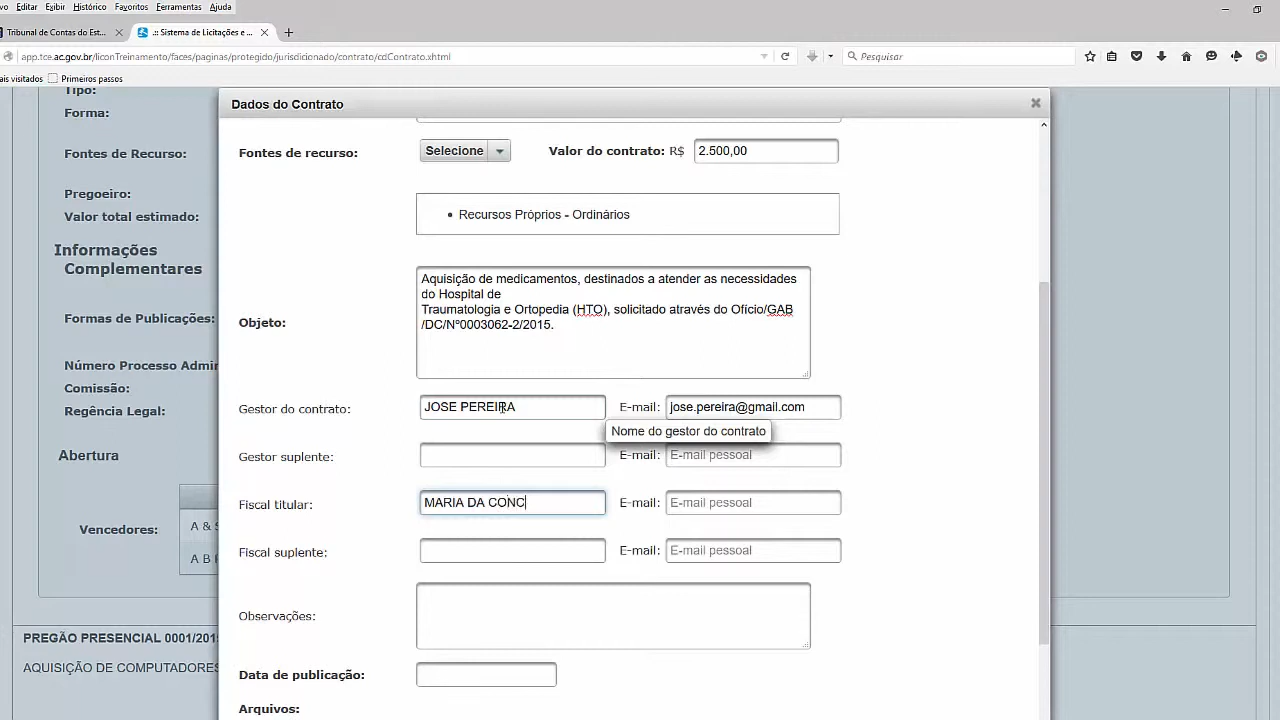 vo Editar Exibir Histórico Favoritos Ferramentas Ajuda
Tribunal de Contas do Est... .: Sistema de Licitações e ...
app.tce.ac.gov.br/liconTreinamento/faces/paginas/protegido/jurisdicionado/contrato/cdContrato.xhtml Pesquisar
ais visitados Primeiros passos
Tipo:
Forma:
Fontes de Recurso:
Pregoeiro:
Valor total estimado:
Informações
Complementares
Formas de Publicações:
Número Processo Admin
Comissão:
Regência Legal:
Abertura
Vencedores:
A & S
A B F
PREGÃO PRESENCIAL 0001/201
AQUISIÇÃO DE COMPUTADORES
Dados do Contrato
Fontes de recurso: Selecione Valor do contrato: R$ 2.500,00
• Recursos Próprios - Ordinários
Objeto:
Aquisição de medicamentos, destinados a atender as necessidades
do Hospital de
Traumatologia e Ortopedia (HTO), solicitado através do Ofício/GAB
/DC/Nº0003062-2/2015.
Gestor do contrato: JOSE PEREIRA E-mail: jose.pereira@gmail.com
Nome do gestor do contrato
Gestor suplente: E-mail: E-mail pessoal
Fiscal titular: MARIA DA CONC E-mail: E-mail pessoal
Fiscal suplente: E-mail: E-mail pessoal
Observações:
Data de publicação:
Arquivos: